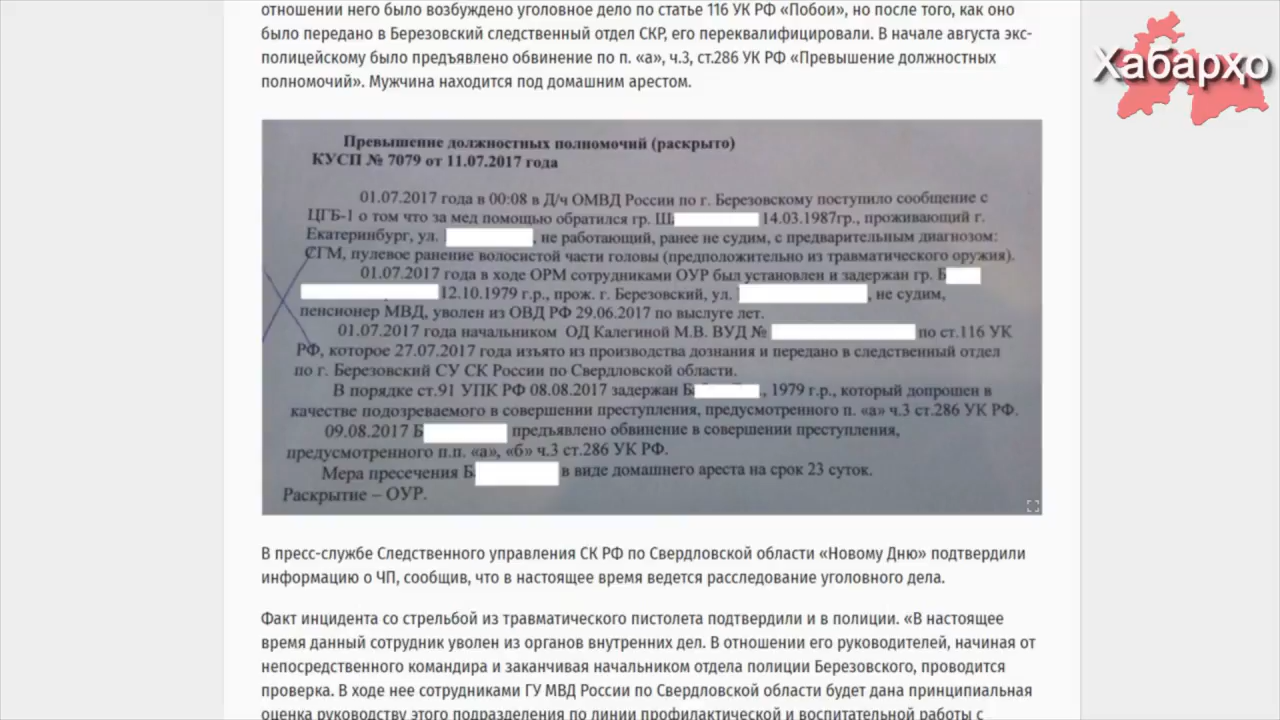 отношении него было возбуждено уголовное дело по статье 116 УК РФ «Побои», но после того, как оно
было передано в Березовский следственный отдел СКР, его переквалифицировали. В начале августа экс-
полицейскому было предъявлено обвинение по п. «а», ч.3, ст.286 УК РФ «Превышение должностных
полномочий». Мужчина находится под домашним арестом.
Хабарҳо
Превышение должностных полномочий (раскрыто)
КУСП № 7079 от 11.07.2017 года
01.07.2017 года в 00:08 в Д/ч ОМВД России по г. Березовскому поступило сообщение с
ЦГБ-1 о том что за мед помощью обратился гр. Ш 14.03.1987гр., проживающий г.
Екатеринбург, ул. , не работающий, ранее не судим, с предварительным диагнозом:
СГМ, пулевое ранение волосистой части головы (предположительно из травматического оружия).
01.07.2017 года в ходе ОРМ сотрудниками ОУР был установлен и задержан гр. Б
12.10.1979 г.р., прож. г. Березовский, ул. , не судим,
пенсионер МВД, уволен из ОВД РФ 29.06.2017 по выслуге лет.
01.07.2017 года начальником ОД Калегиной М.В. ВУД № по ст.116 УК
РФ, которое 27.07.2017 года изъято из производства дознания и передано в следственный отдел
по г. Березовский СУ СК России по Свердловской области.
В порядке ст.91 УПК РФ 08.08.2017 задержан Б , 1979 г.р., который допрошен в
качестве подозреваемого в совершении преступления, предусмотренного п. «а» ч.3 ст.286 УК РФ.
09.08.2017 Б предъявлено обвинение в совершении преступления,
предусмотренного п.п. «а», «б» ч.3 ст.286 УК РФ.
Мера пресечения Б в виде домашнего ареста на срок 23 суток.
Раскрытие – ОУР.
В пресс-службе Следственного управления СК РФ по Свердловской области «Новому Дню» подтвердили
информацию о ЧП, сообщив, что в настоящее время ведется расследование уголовного дела.
Факт инцидента со стрельбой из травматического пистолета подтвердили и в полиции. «В настоящее
время данный сотрудник уволен из органов внутренних дел. В отношении его руководителей, начиная от
непосредственного командира и заканчивая начальником отдела полиции Березовского, проводится
проверка. В ходе нее сотрудниками ГУ МВД России по Свердловской области будет дана принципиальная
оценка руководству этого подразделения по линии профилактической и воспитательной работы с